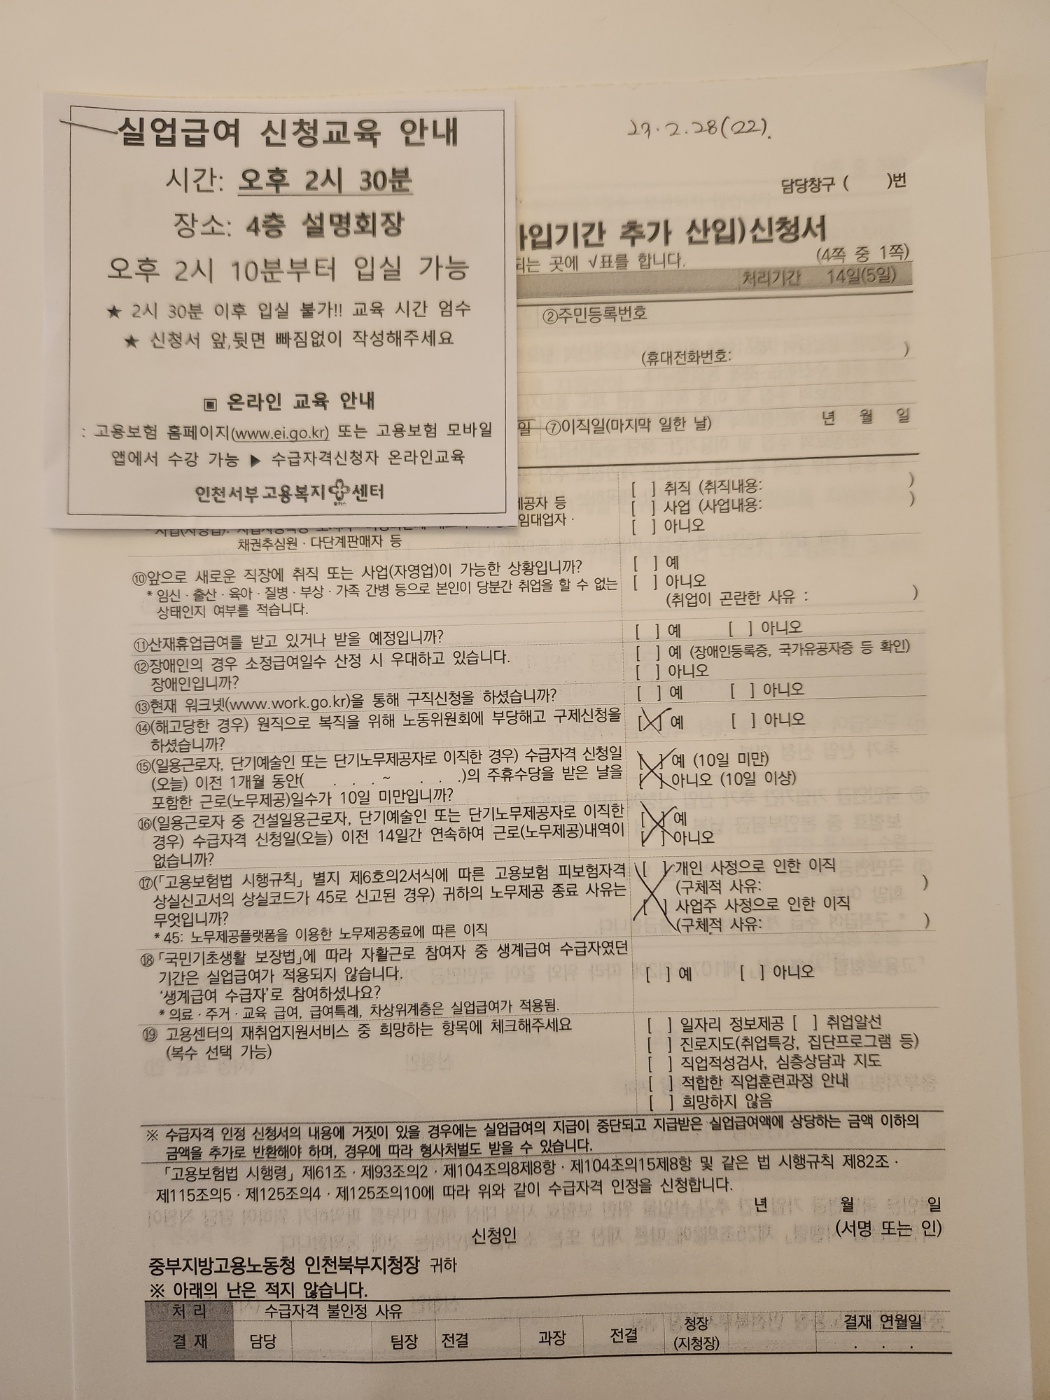 실업급여 신청교육 안내
시간: 오후 2시 30분
장소: 4층 설명회장
오후 2시 10분부터 입실 가능
★ 2시 30분 이후 입실 불가!! 교육 시간 엄수
★ 신청서 앞,뒷면 빠짐없이 작성해주세요
▣ 온라인 교육 안내
: 고용보험 홈페이지(www.ei.go.kr) 또는 고용보험 모바일
앱에서 수강 가능 ▶ 수급자격신청자 온라인교육
인천서부고용복지센터
2.28(22).
담당창구 ( )번
입기간 추가 산입)신청서
되는 곳에 √표를 합니다. (4쪽 중 1쪽)
처리기간 14일(5일)
②주민등록번호
(휴대전화번호: )
일 ⑦이직일(마지막 일한 날) 년 월 일
제공자 등
임대업자 ·
채권추심원 · 다단계판매자 등
[ ] 취직 (취직내용: )
[ ] 사업 (사업내용: )
[ ] 아니오
⑩앞으로 새로운 직장에 취직 또는 사업(자영업)이 가능한 상황입니까?
* 임신 · 출산 · 육아 · 질병 · 부상 · 가족 간병 등으로 본인이 당분간 취업을 할 수 없는
상태인지 여부를 적습니다.
[ ] 예
[ ] 아니오
(취업이 곤란한 사유 : )
⑪산재휴업급여를 받고 있거나 받을 예정입니까? [ ] 예 [ ] 아니오
⑫장애인의 경우 소정급여일수 산정 시 우대하고 있습니다.
장애인입니까?
[ ] 예 (장애인등록증, 국가유공자증 등 확인)
[ ] 아니오
⑬현재 워크넷(www.work.go.kr)을 통해 구직신청을 하셨습니까? [ ] 예 [ ] 아니오
⑭(해고당한 경우) 원직으로 복직을 위해 노동위원회에 부당해고 구제신청을
하셨습니까?
[ ] 예 [ ] 아니오
⑮(일용근로자, 단기예술인 또는 단기노무제공자로 이직한 경우) 수급자격 신청일
(오늘) 이전 1개월 동안( . . . ~ . . .)의 주휴수당을 받은 날을
포함한 근로(노무제공)일수가 10일 미만입니까?
[ ] 예 (10일 미만)
[ ] 아니오 (10일 이상)
⑯(일용근로자 중 건설일용근로자, 단기예술인 또는 단기노무제공자로 이직한
경우) 수급자격 신청일(오늘) 이전 14일간 연속하여 근로(노무제공)내역이
없습니까?
[ ] 예
[ ] 아니오
⑰(「고용보험법 시행규칙」 별지 제6호의2서식에 따른 고용보험 피보험자격
상실신고서의 상실코드가 45로 신고된 경우) 귀하의 노무제공 종료 사유는
무엇입니까?
* 45: 노무제공플랫폼을 이용한 노무제공종료에 따른 이직
[ ] 개인 사정으로 인한 이직
(구체적 사유: )
[ ] 사업주 사정으로 인한 이직
(구체적 사유: )
⑱「국민기초생활 보장법」에 따라 자활근로 참여자 중 생계급여 수급자였던
기간은 실업급여가 적용되지 않습니다.
'생계급여 수급자'로 참여하셨나요?
* 의료 · 주거 · 교육 급여, 급여특례, 차상위계층은 실업급여가 적용됨.
[ ] 예 [ ] 아니오
⑲ 고용센터의 재취업지원서비스 중 희망하는 항목에 체크해주세요
(복수 선택 가능)
[ ] 일자리 정보제공 [ ] 취업알선
[ ] 진로지도(취업특강, 집단프로그램 등)
[ ] 직업적성검사, 심층상담과 지도
[ ] 적합한 직업훈련과정 안내
[ ] 희망하지 않음
※ 수급자격 인정 신청서의 내용에 거짓이 있을 경우에는 실업급여의 지급이 중단되고 지급받은 실업급여액에 상당하는 금액 이하의
금액을 추가로 반환해야 하며, 경우에 따라 형사처벌도 받을 수 있습니다.
「고용보험법 시행령」 제61조 · 제93조의2 · 제104조의8제8항 · 제104조의15제8항 및 같은 법 시행규칙 제82조 ·
제115조의5 · 제125조의4 · 제125조의10에 따라 위와 같이 수급자격 인정을 신청합니다.
년 월 일
신청인 (서명 또는 인)
중부지방고용노동청 인천북부지청장 귀하
※ 아래의 난은 적지 않습니다.
처 리 수급자격 불인정 사유
결 재 담당 팀장 전결 과장 전결 청장 (지청장) 결재 연월일
. . .